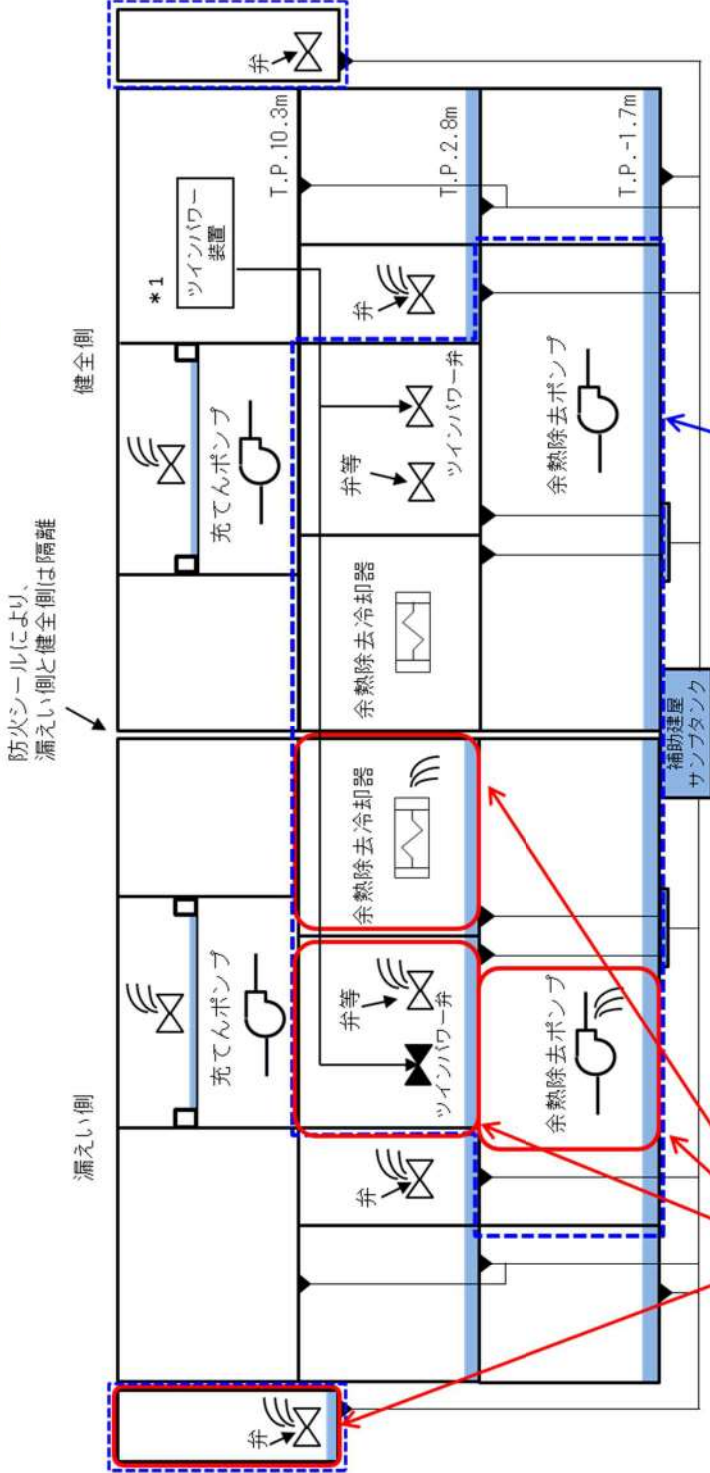 防火シールにより、
漏えい側と健全側は隔離
漏えい側
健全側
弁
充てんポンプ
充てんポンプ
*1
ツインパワー
装置
T.P.10.3m
弁
弁
弁等
ツインパワー弁
余熱除去冷却器
余熱除去冷却器
弁等
ツインパワー弁
弁
T.P.2.8m
余熱除去ポンプ
余熱除去ポンプ
T.P.-1.7m
補助建屋
サンプタンク